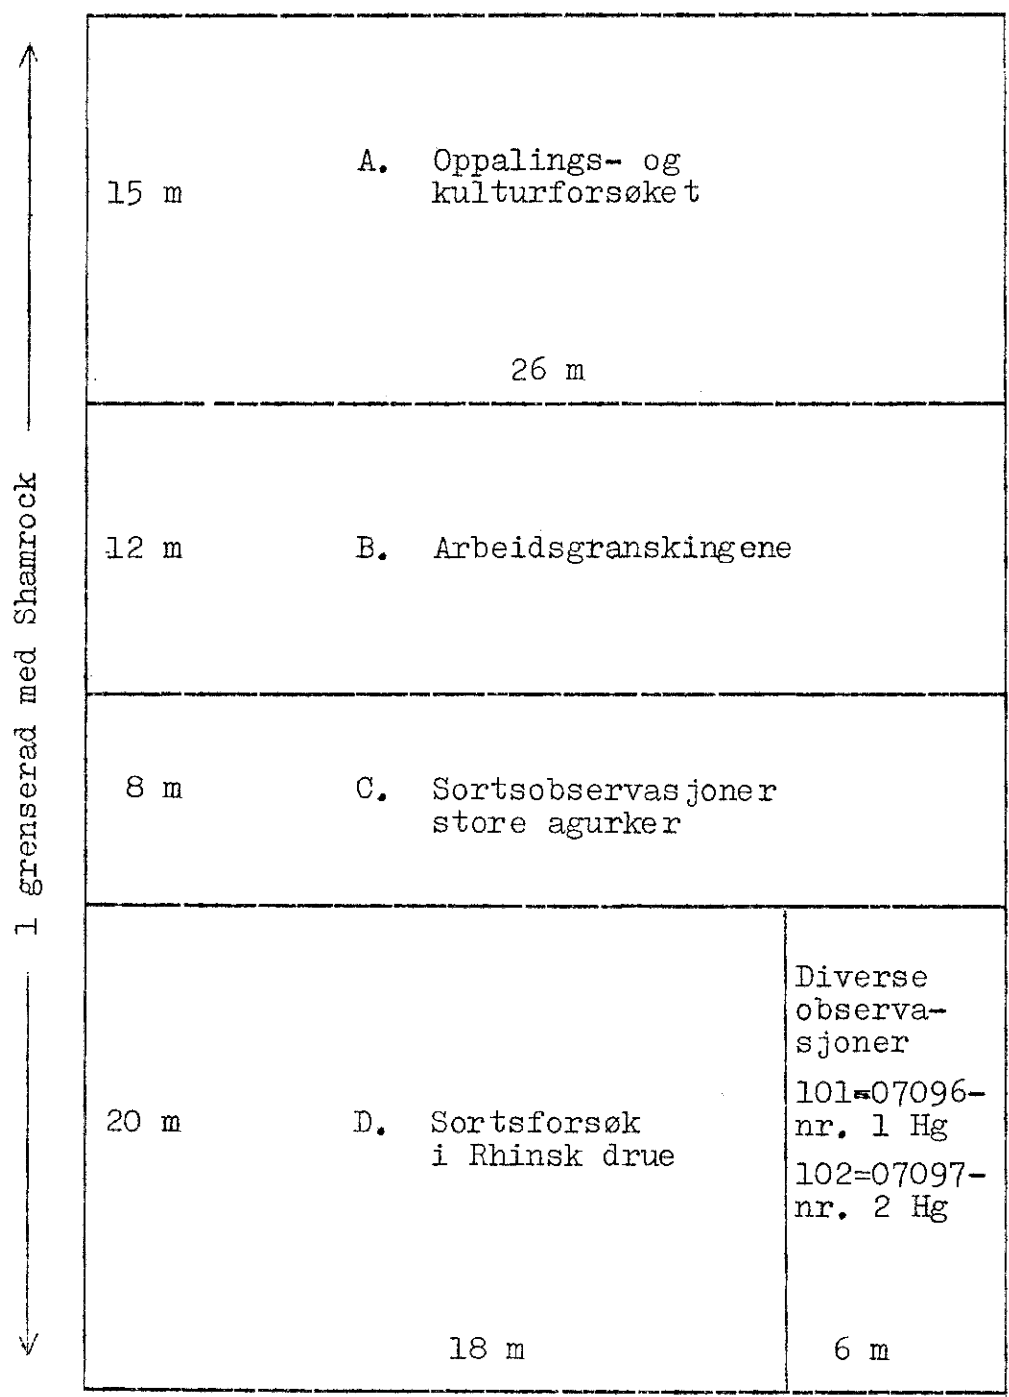 1 grenserad med Shamrock
15 m
A. Oppalings- og
kulturforsøket
26 m
12 m
B. Arbeidsgranskingene
8 m
C. Sortsobservasjoner
store agurker
20 m
D. Sortsforsøk
i Rhinsk drue
18 m
Diverse
observa-
sjoner
101=07096-
nr. 1 Hg
102=07097-
nr. 2 Hg
6 m